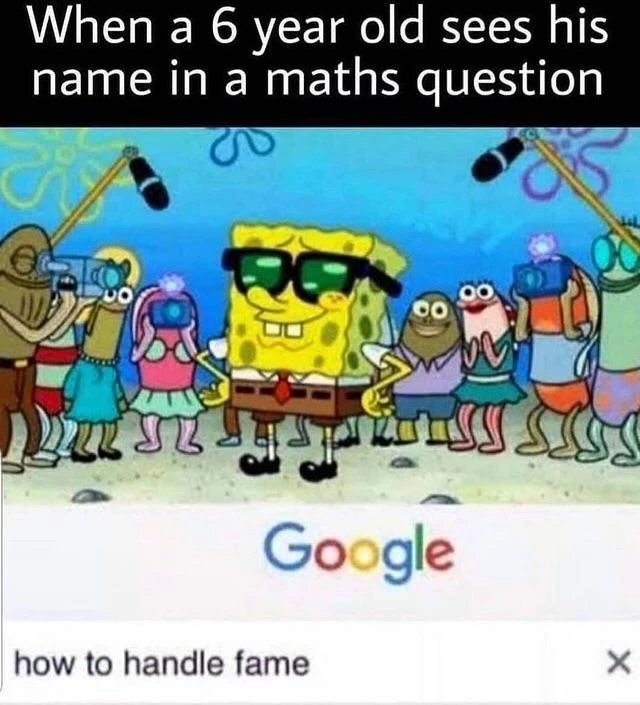 When a 6 year old sees his
name in a maths question
Google
how to handle fame